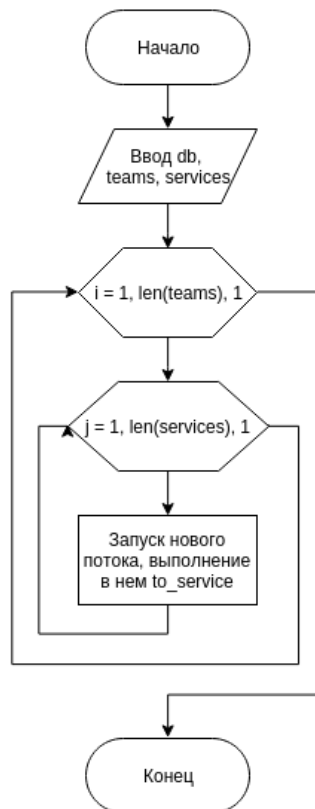 Начало
Ввод db,
teams, services
i = 1, len(teams), 1
j = 1, len(services), 1
Запуск нового
потока, выполнение
в нем to_service
Конец